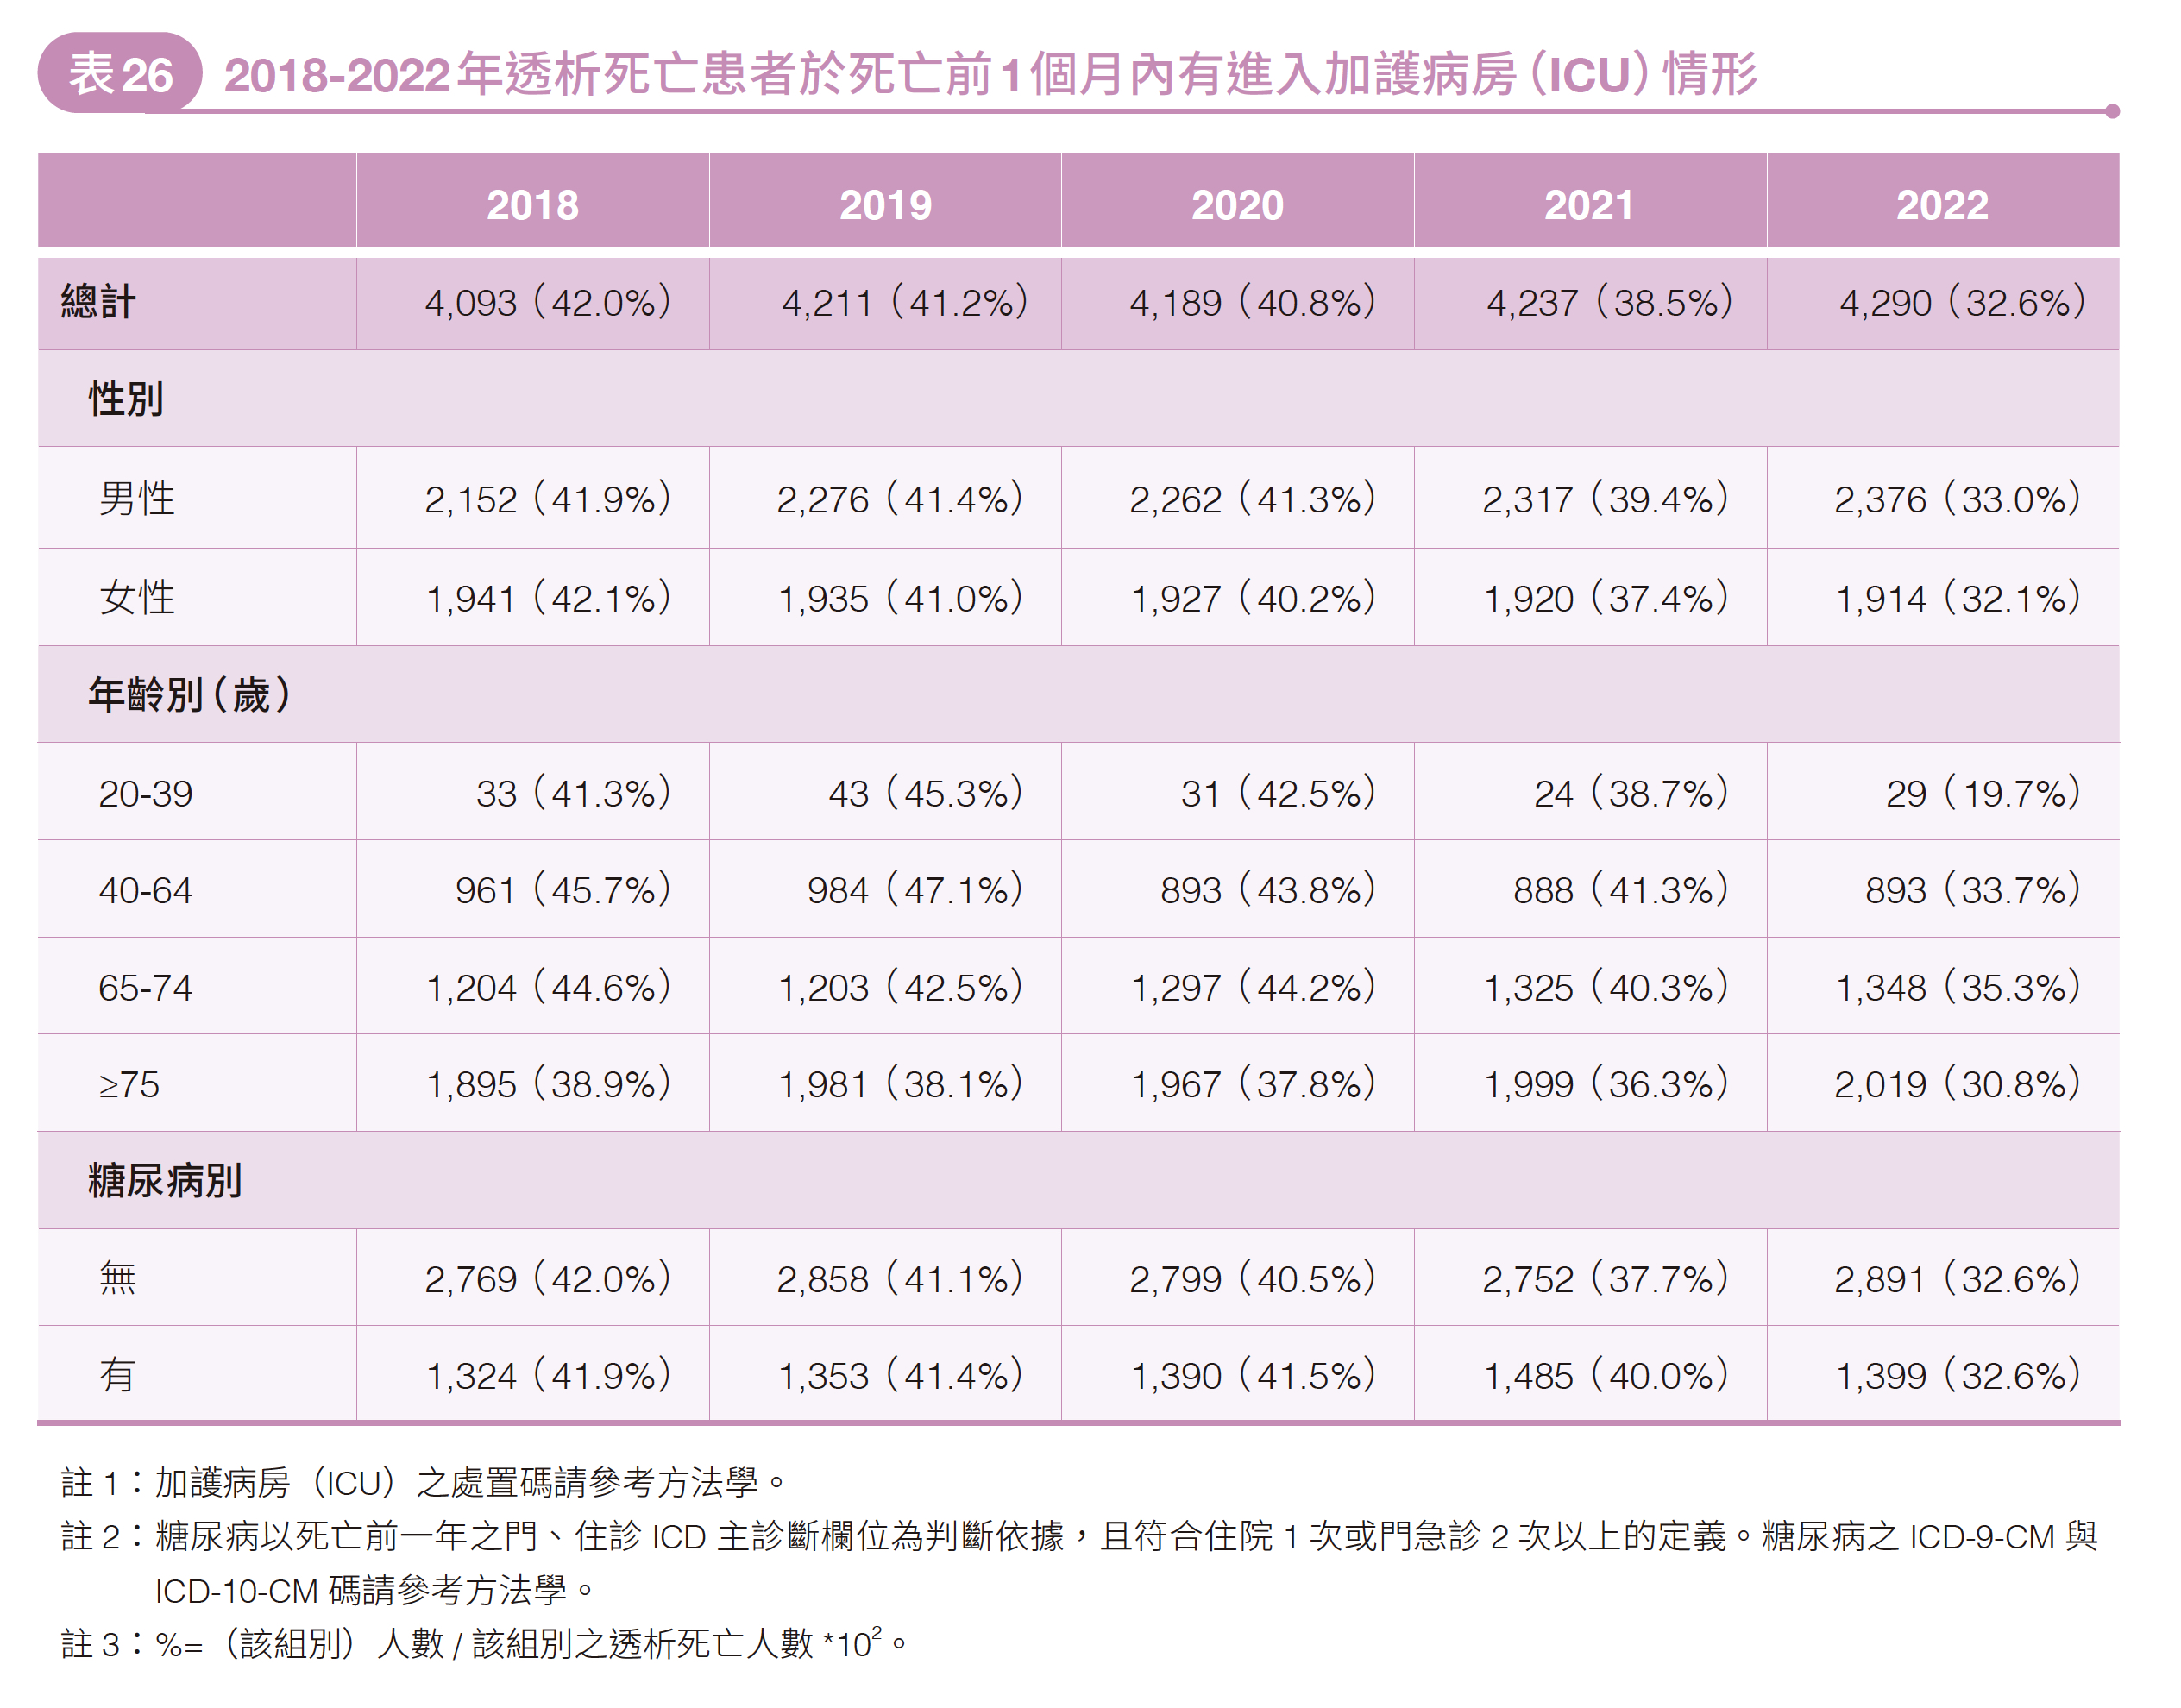 表26 2018-2022年透析死亡患者於死亡前1個月內有進入加護病房（ICU）情形
2018 2019 2020 2021 2022
總計 4,093（42.0%） 4,211（41.2%） 4,189（40.8%） 4,237（38.5%） 4,290（32.6%）
性別
男性 2,152（41.9%） 2,276（41.4%） 2,262（41.3%） 2,317（39.4%） 2,376（33.0%）
女性 1,941（42.1%） 1,935（41.0%） 1,927（40.2%） 1,920（37.4%） 1,914（32.1%）
年齡別（歲）
20-39 33（41.3%） 43（45.3%） 31（42.5%） 24（38.7%） 29（19.7%）
40-64 961（45.7%） 984（47.1%） 893（43.8%） 888（41.3%） 893（33.7%）
65-74 1,204（44.6%） 1,203（42.5%） 1,297（44.2%） 1,325（40.3%） 1,348（35.3%）
≥75 1,895（38.9%） 1,981（38.1%） 1,967（37.8%） 1,999（36.3%） 2,019（30.8%）
糖尿病別
無 2,769（42.0%） 2,858（41.1%） 2,799（40.5%） 2,752（37.7%） 2,891（32.6%）
有 1,324（41.9%） 1,353（41.4%） 1,390（41.5%） 1,485（40.0%） 1,399（32.6%）
註 1：加護病房（ICU）之處置碼請參考方法學。
註 2：糖尿病以死亡前一年之門、住診 ICD 主診斷欄位為判斷依據，且符合住院 1 次或門急診 2 次以上的定義。糖尿病之 ICD-9-CM 與
ICD-10-CM 碼請參考方法學。
註 3：%=（該組別）人數 / 該組別之透析死亡人數 *10²。